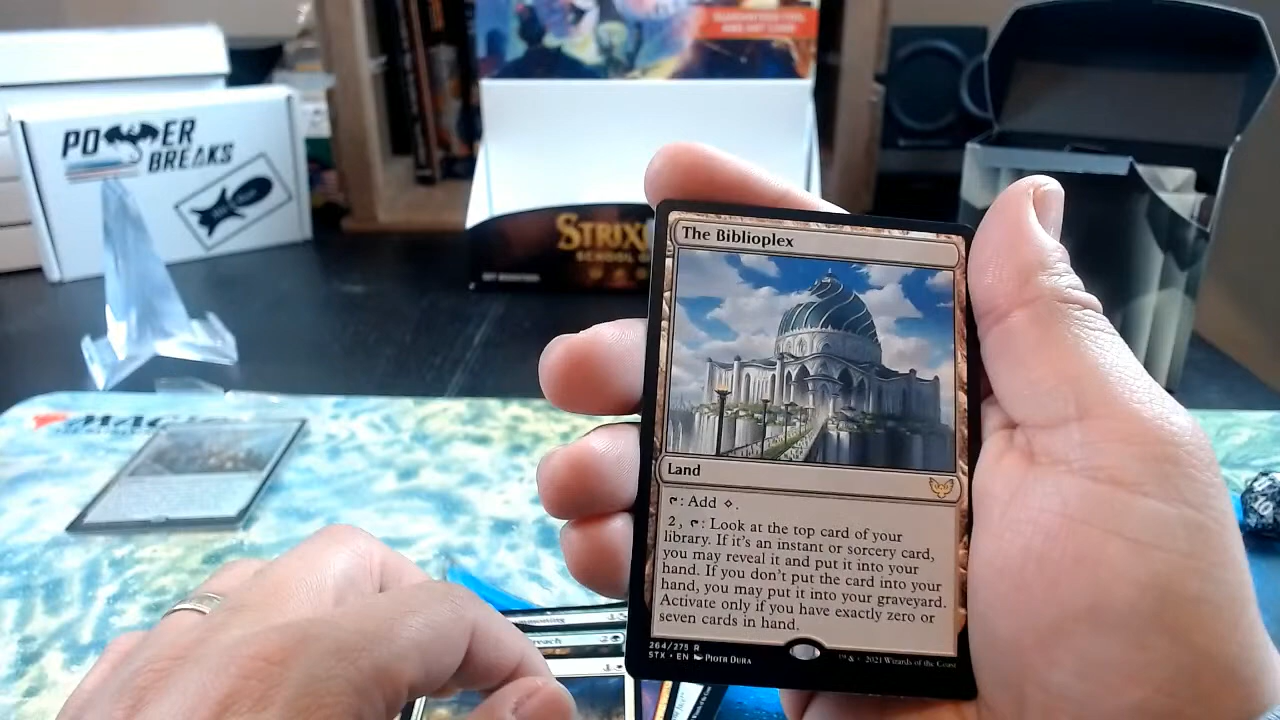 POWER
BREAKS
STRIX
SCHOOL
MAGIC
The Biblioplex
Land
: Add
2, : Look at the top card of your
library. If it's an instant or sorcery card,
you may reveal it and put it into your
hand. If you don't put the card into your
hand, you may put it into your graveyard.
Activate only if you have exactly zero or
seven cards in hand.
264/275 R
STX • EN Piotr Dura
™ & © 2021 Wizards of the Coast